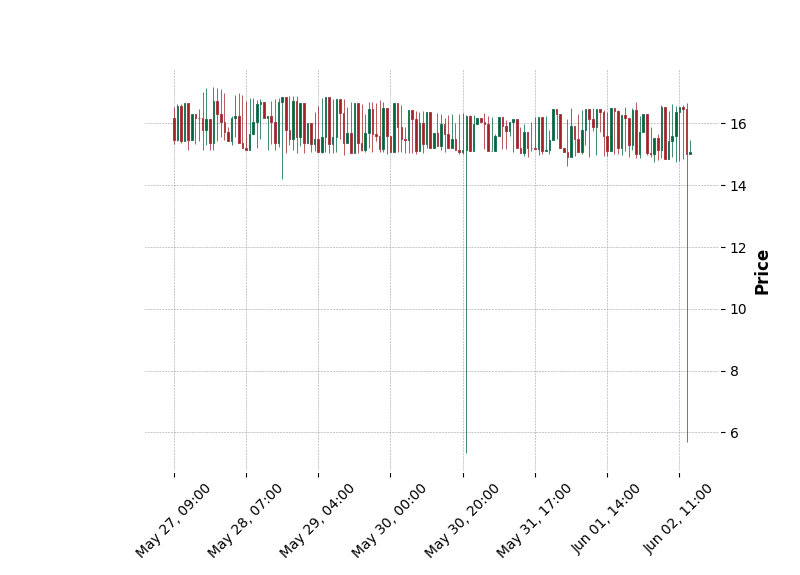 16
14
12
10
8
6
Price
May 27, 09:00
May 28, 07:00
May 29, 04:00
May 30, 00:00
May 30, 20:00
May 31, 17:00
Jun 01, 14:00
Jun 02, 11:00